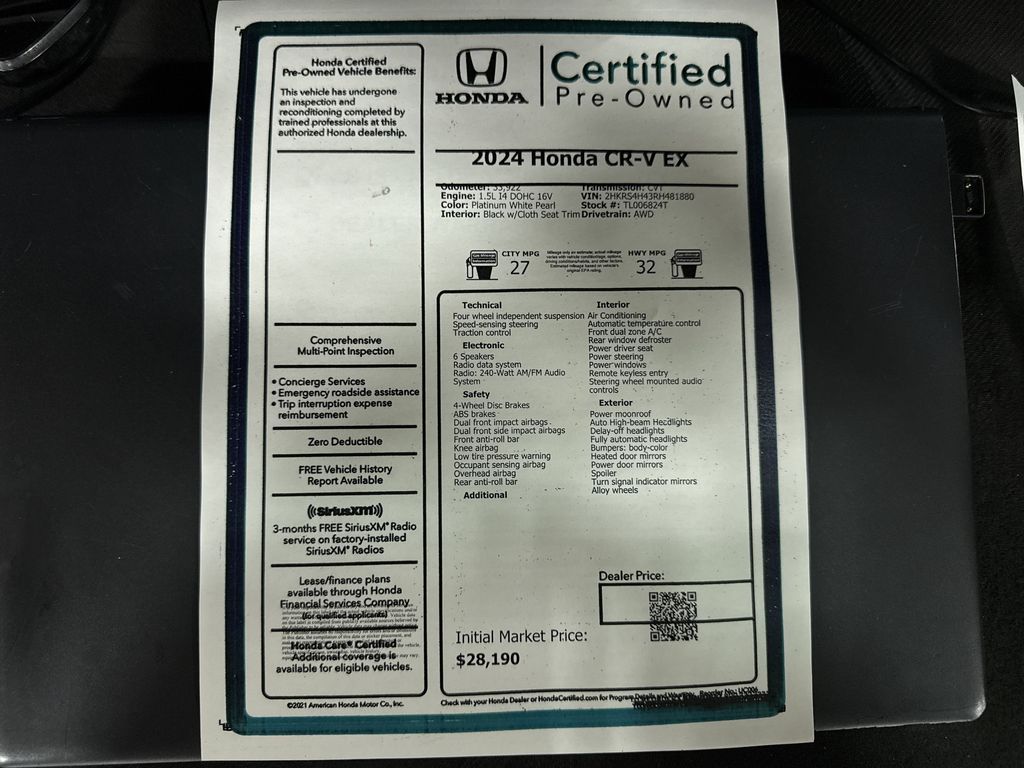 Honda Certified
Pre-Owned Vehicle Benefits:
This vehicle has undergone
an inspection and
reconditioning completed by
trained professionals at this
authorized Honda dealership.
Comprehensive
Multi-Point Inspection
• Concierge Services
• Emergency roadside assistance
• Trip interruption expense
reimbursement
Zero Deductible
FREE Vehicle History
Report Available
((SiriusXM))
3-months FREE SiriusXM® Radio
service on factory-installed
SiriusXM® Radios
Lease/finance plans
available through Honda
Financial Services Company
(for qualified applicants)
Honda Care® Certified
Additional coverage is
available for eligible vehicles.
©2021 American Honda Motor Co., Inc.
HONDA
Certified
Pre-Owned
2024 Honda CR-V EX
Odometer: 33,922 Transmission: CVT
Engine: 1.5L I4 DOHC 16V VIN: 2HKRS4H43RH481880
Color: Platinum White Pearl Stock #: TL006824T
Interior: Black w/Cloth Seat Trim Drivetrain: AWD
CITY MPG
27
HWY MPG
32
Technical
Four wheel independent suspension
Speed-sensing steering
Traction control
Electronic
6 Speakers
Radio data system
Radio: 240-Watt AM/FM Audio
System
Safety
4-Wheel Disc Brakes
ABS brakes
Dual front impact airbags
Dual front side impact airbags
Front anti-roll bar
Knee airbag
Low tire pressure warning
Occupant sensing airbag
Overhead airbag
Rear anti-roll bar
Additional
Interior
Air Conditioning
Automatic temperature control
Front dual zone A/C
Rear window defroster
Power driver seat
Power steering
Power windows
Remote keyless entry
Steering wheel mounted audio
controls
Exterior
Power moonroof
Auto High-beam Headlights
Delay-off headlights
Fully automatic headlights
Bumpers: body-color
Heated door mirrors
Power door mirrors
Spoiler
Turn signal indicator mirrors
Alloy wheels
Dealer Price:
Initial Market Price:
$28,190
Check with your Honda Dealer or HondaCertified.com for Program Details and